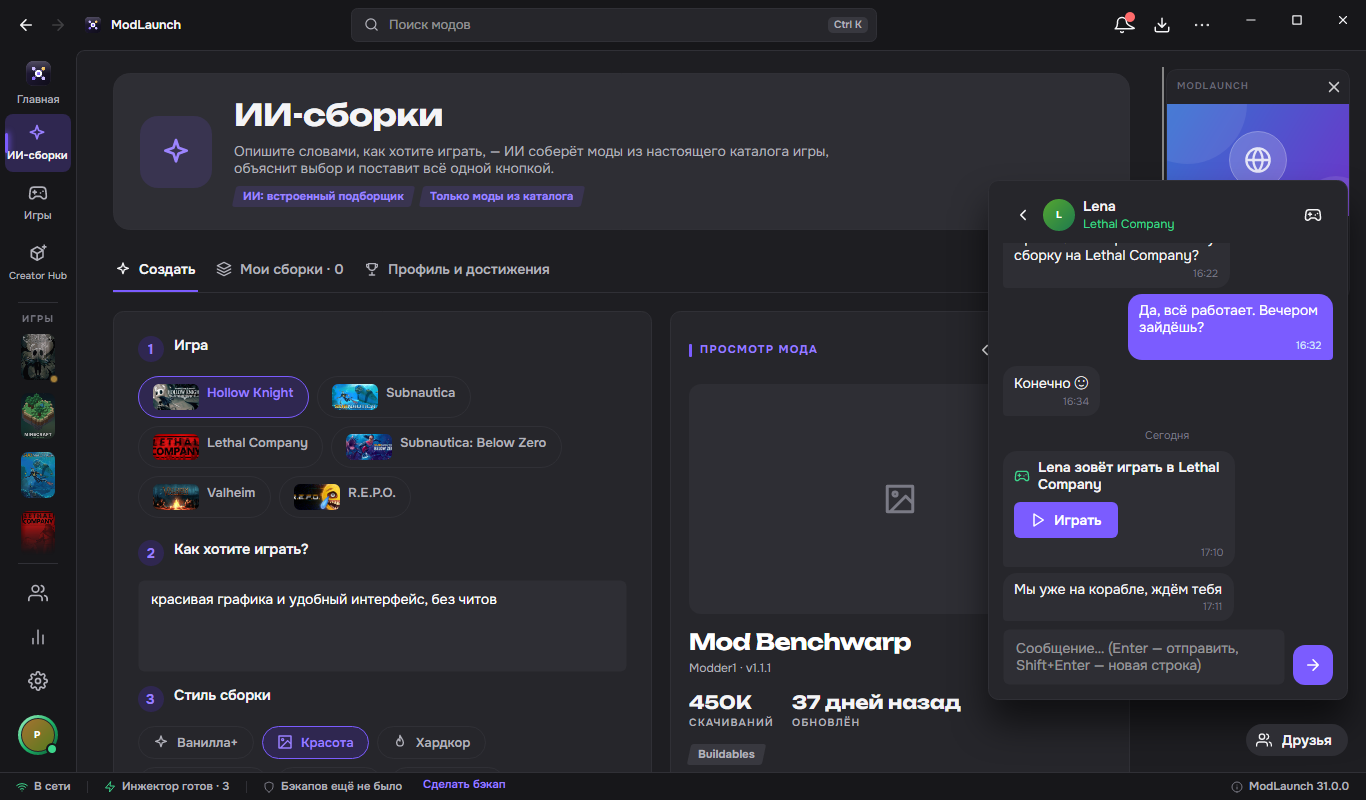 ModLaunch
Поиск модов
Ctrl K
Главная
ИИ-сборки
Игры
Creator Hub
ИГРЫ
MINECRAFT
ИИ-сборки
Опишите словами, как хотите играть, — ИИ соберёт моды из настоящего каталога игры,
объяснит выбор и поставит всё одной кнопкой.
ИИ: встроенный подборщик
Только моды из каталога
Создать
Мои сборки · 0
Профиль и достижения
1
Игра
Hollow Knight
Subnautica
Lethal Company
Subnautica: Below Zero
Valheim
R.E.P.O.
2
Как хотите играть?
красивая графика и удобный интерфейс, без читов
3
Стиль сборки
Ванилла+
Красота
Хардкор
ПРОСМОТР МОДА
Mod Benchwarp
Modder1 · v1.1.1
450K
СКАЧИВАНИЙ
37 дней назад
ОБНОВЛЁН
Buildables
MODLAUNCH
L
Lena
Lethal Company
сборку на Lethal Company?
16:22
Да, всё работает. Вечером
зайдёшь?
16:32
Конечно
16:34
Сегодня
Lena зовёт играть в Lethal
Company
Играть
17:10
Мы уже на корабле, ждём тебя
17:11
Сообщение... (Enter — отправить,
Shift+Enter — новая строка)
Друзья
P
В сети
Инжектор готов · 3
Бэкапов ещё не было
Сделать бэкап
ModLaunch 31.0.0